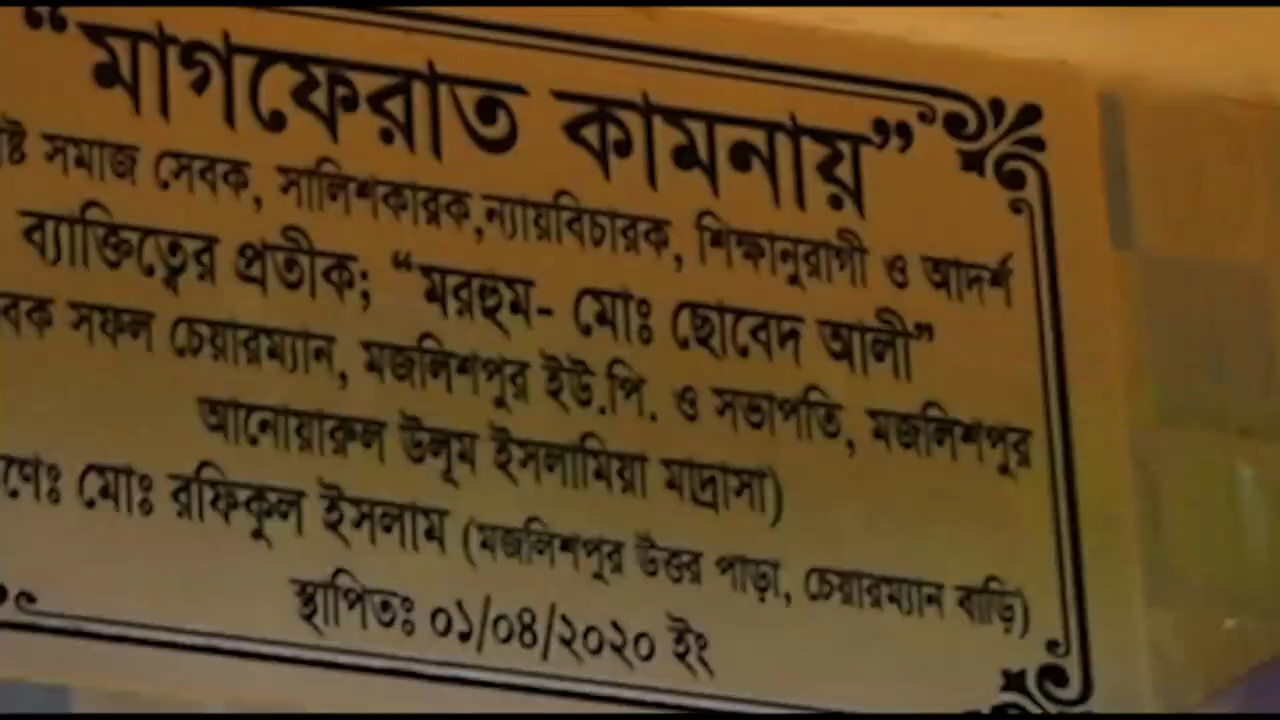 “মাগফেরাত কামনায়”
সমাজ সেবক, সালিশকারক,ন্যায়বিচারক, শিক্ষানুরাগী ও আদর্শ
ব্যাক্তিত্বের প্রতীক; “মরহুম- মোঃ ছোবেদ আলী”
সফল চেয়ারম্যান, মজলিশপুর ইউ.পি. ও সভাপতি, মজলিশপুর
আনোয়ারুল উলূম ইসলামিয়া মাদ্রাসা)
মোঃ রফিকুল ইসলাম (মজলিশপুর উত্তর পাড়া, চেয়ারম্যান বাড়ি)
স্থাপিতঃ ০১/০৪/২০২০ ইং